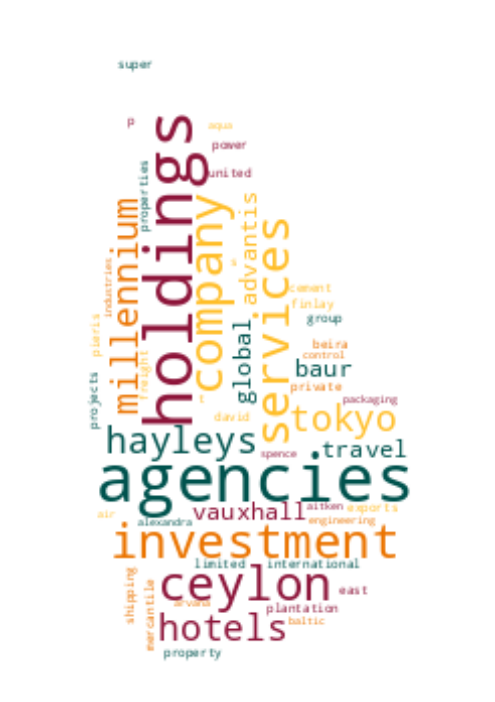 super
p
aqua
power
united
properties
holdings
company
advantis
services
millennium
industries
pieris
freight
projects
global
cement
finlay
group
beira
control
baur
private
packaging
david
tokyo
hayleys
spence
travel
agencies
air
alexandra
vauxhall
aitken
exports
engineering
investment
limited
international
ceylon
east
shipping
mercantile
arvana
plantation
hotels
baltic
property